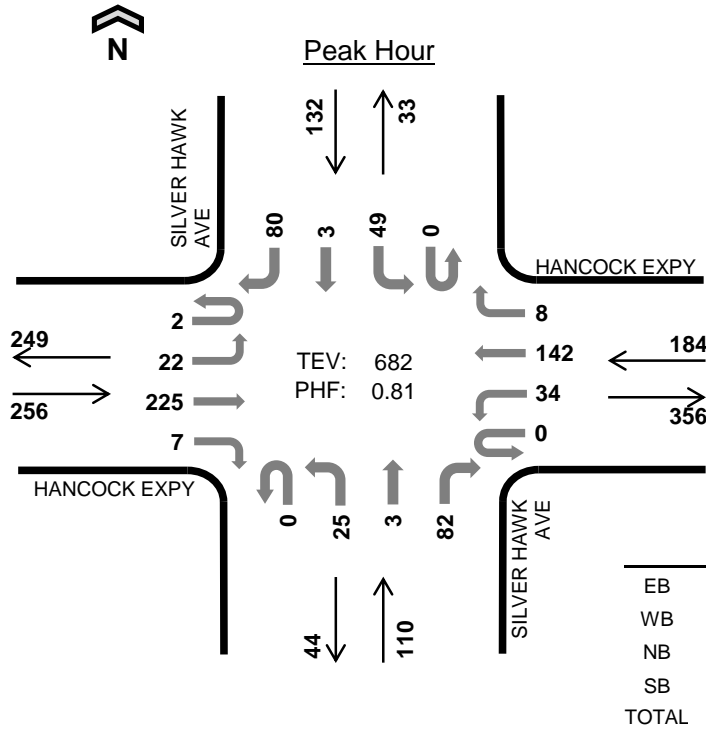 N
Peak Hour
132
33
SILVER HAWK
AVE
80
3
49
0
HANCOCK EXPY
2
8
249
22
TEV: 682
142
184
256
225
PHF: 0.81
34
356
7
0
HANCOCK EXPY
0
25
3
82
SILVER HAWK
AVE
44
110
EB
WB
NB
SB
TOTAL